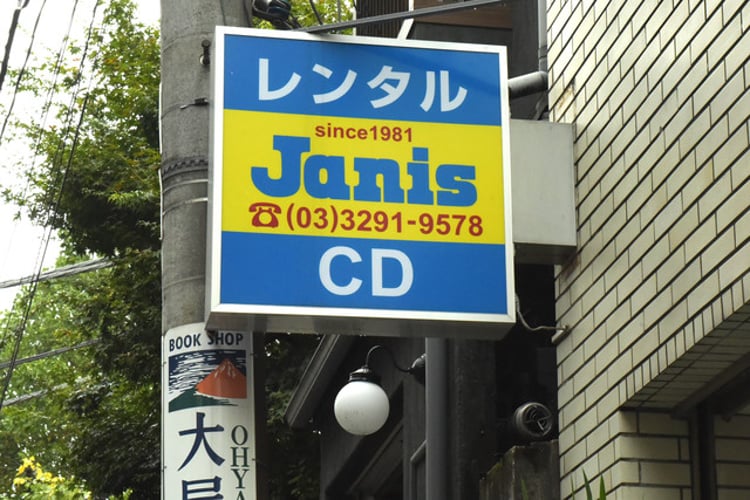 レンタル
since1981
Janis
☎(03)3291-9578
CD
BOOK SHOP
大
OHYA